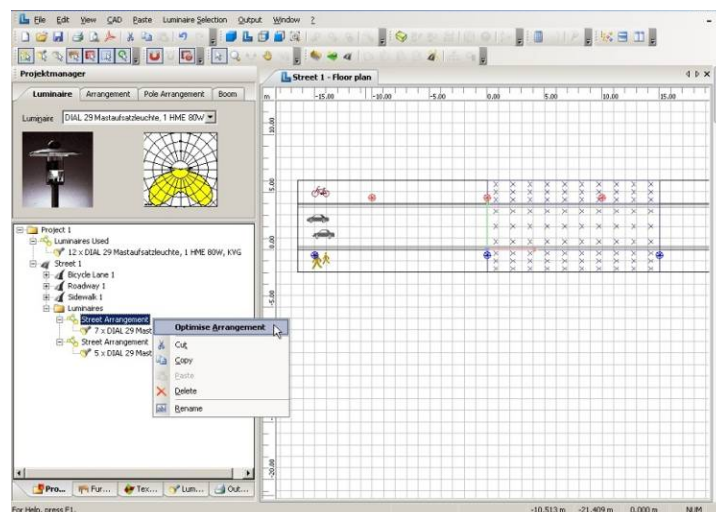 File Edit View CAD Paste Luminaire Selection Output Window ?
Projektmanager
Luminaire Arrangement Pole Arrangement Boom
Luminaire DIAL 29 Mastaufsatzleuchte, 1 HME 80W
Project 1
Luminaires Used
12 x DIAL 29 Mastaufsatzleuchte, 1 HME 80W, KVG
Street 1
Bicycle Lane 1
Roadway 1
Sidewalk 1
Luminaires
Street Arrangement
7 x DIAL 29 Mast
Street Arrangement
5 x DIAL 29 Mast
Optimise Arrangement
Cut
Copy
Paste
Delete
Rename
Pro... Fur... Tex... Lum... Out...
Street 1 - Floor plan
m -15.00 -10.00 -5.00 0.00 5.00 10.00 15.00
10.00
5.00
0.00
-5.00
-20.00
For Help, press F1. -10.513 m -21.409 m 0.000 m NUM